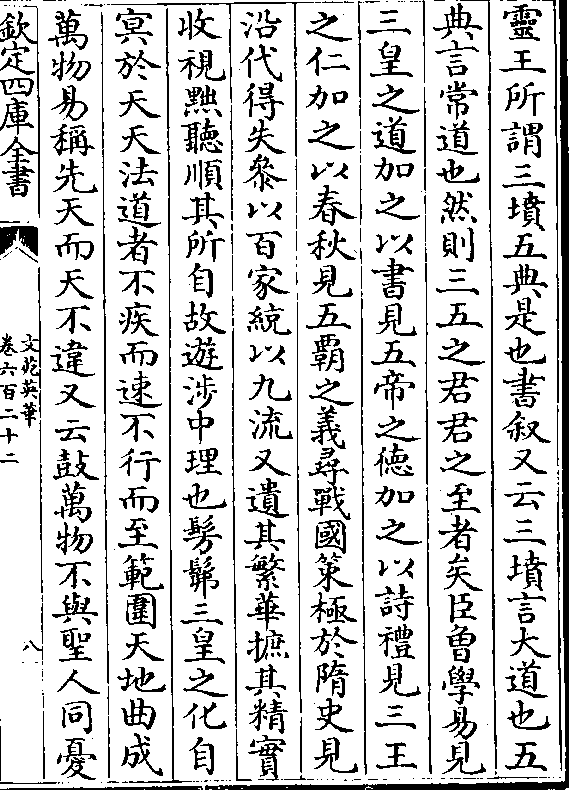 靈王所謂三墳五典是也書叙又云三墳言大道也五
典言常道也然則三五之君君之至者矣臣曾學易見
三皇之道加之以書見五帝之徳加之以詩禮見三王
之仁加之以春秋見五覇之義尋戰國策極於隋史見
沿代得失叅以百家統以九流又遺其繁華摭其精實
收視黜聽順其所自故遊涉中理也髣髴三皇之化自
冥於天天法道者不疾而速不行而至範圍天地曲成
萬物易稱先天而天不違又云鼓萬物不與聖人同憂
欽定四庫全書
文苑英華
卷六百二十二
八